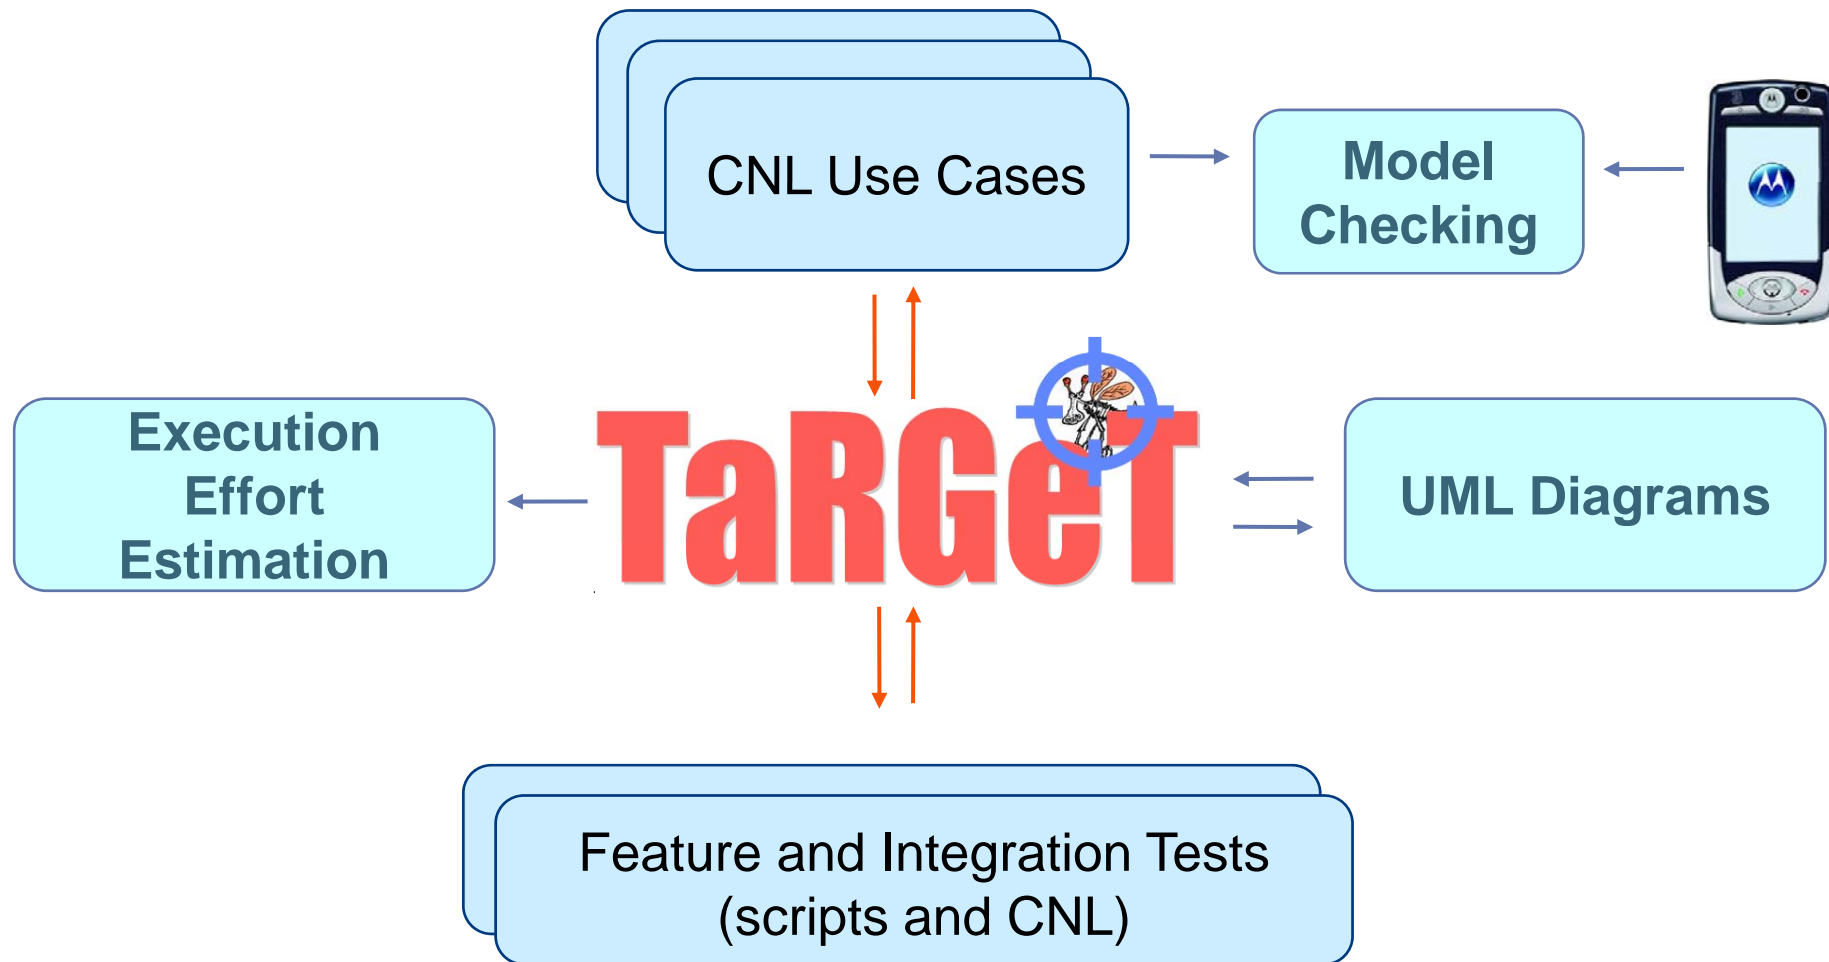 CNL Use Cases
Model
Checking
Execution
Effort
Estimation
TaRGeT
UML Diagrams
Feature and Integration Tests
(scripts and CNL)